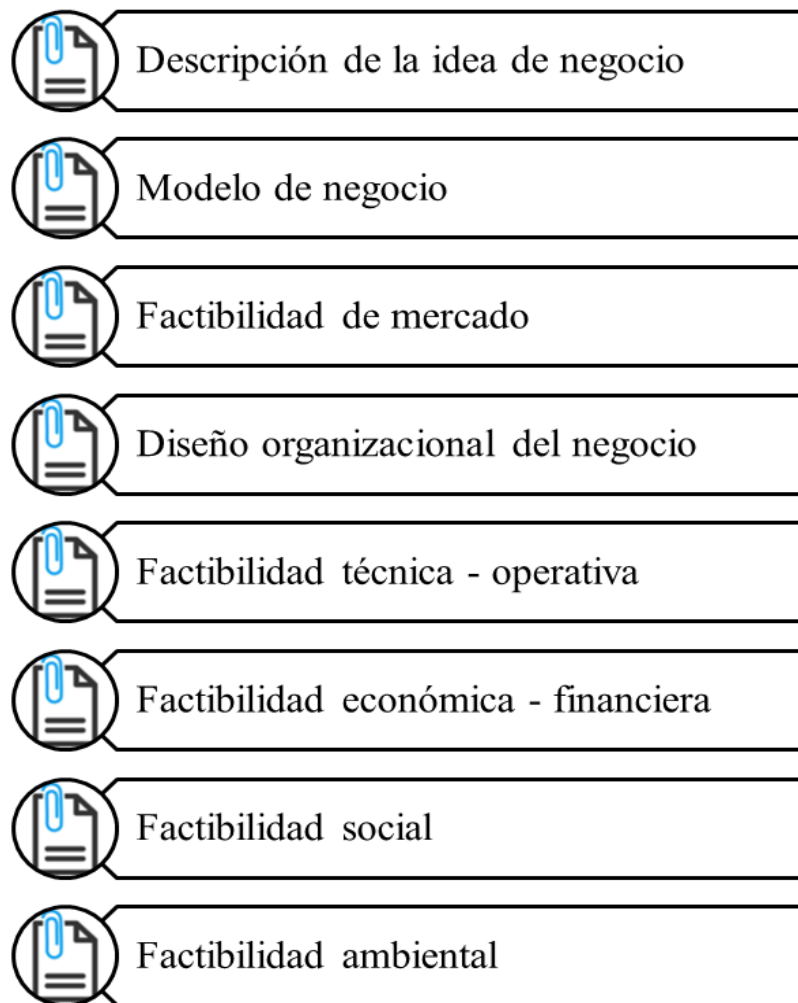 Descripción de la idea de negocio
Modelo de negocio
Factibilidad de mercado
Diseño organizacional del negocio
Factibilidad técnica - operativa
Factibilidad económica - financiera
Factibilidad social
Factibilidad ambiental